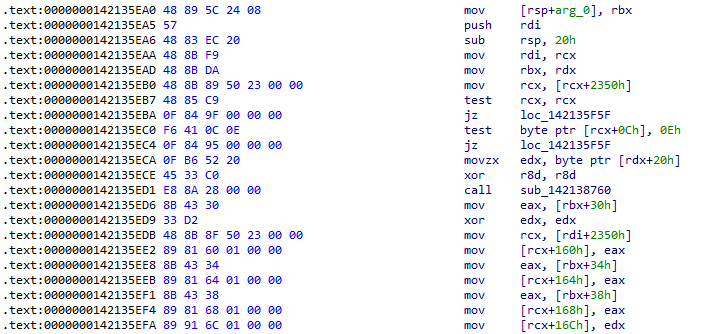 .text:0000000142135EA0 48 89 5C 24 08 mov [rsp+arg_0], rbx
.text:0000000142135EA5 57 push rdi
.text:0000000142135EA6 48 83 EC 20 sub rsp, 20h
.text:0000000142135EAA 48 8B F9 mov rdi, rcx
.text:0000000142135EAD 48 8B DA mov rbx, rdx
.text:0000000142135EB0 48 8B 89 50 23 00 00 mov rcx, [rcx+2350h]
.text:0000000142135EB7 48 85 C9 test rcx, rcx
.text:0000000142135EBA 0F 84 9F 00 00 00 jz loc_142135F5F
.text:0000000142135EC0 F6 41 0C 0E test byte ptr [rcx+0Ch], 0Eh
.text:0000000142135EC4 0F 84 95 00 00 00 jz loc_142135F5F
.text:0000000142135ECA 0F B6 52 20 movzx edx, byte ptr [rdx+20h]
.text:0000000142135ECE 45 33 C0 xor r8d, r8d
.text:0000000142135ED1 E8 8A 28 00 00 call sub_142138760
.text:0000000142135ED6 8B 43 30 mov eax, [rbx+30h]
.text:0000000142135ED9 33 D2 xor edx, edx
.text:0000000142135EDB 48 8B 8F 50 23 00 00 mov rcx, [rdi+2350h]
.text:0000000142135EE2 89 81 60 01 00 00 mov [rcx+160h], eax
.text:0000000142135EE8 8B 43 34 mov eax, [rbx+34h]
.text:0000000142135EEB 89 81 64 01 00 00 mov [rcx+164h], eax
.text:0000000142135EF1 8B 43 38 mov eax, [rbx+38h]
.text:0000000142135EF4 89 81 68 01 00 00 mov [rcx+168h], eax
.text:0000000142135EFA 89 91 6C 01 00 00 mov [rcx+16Ch], edx